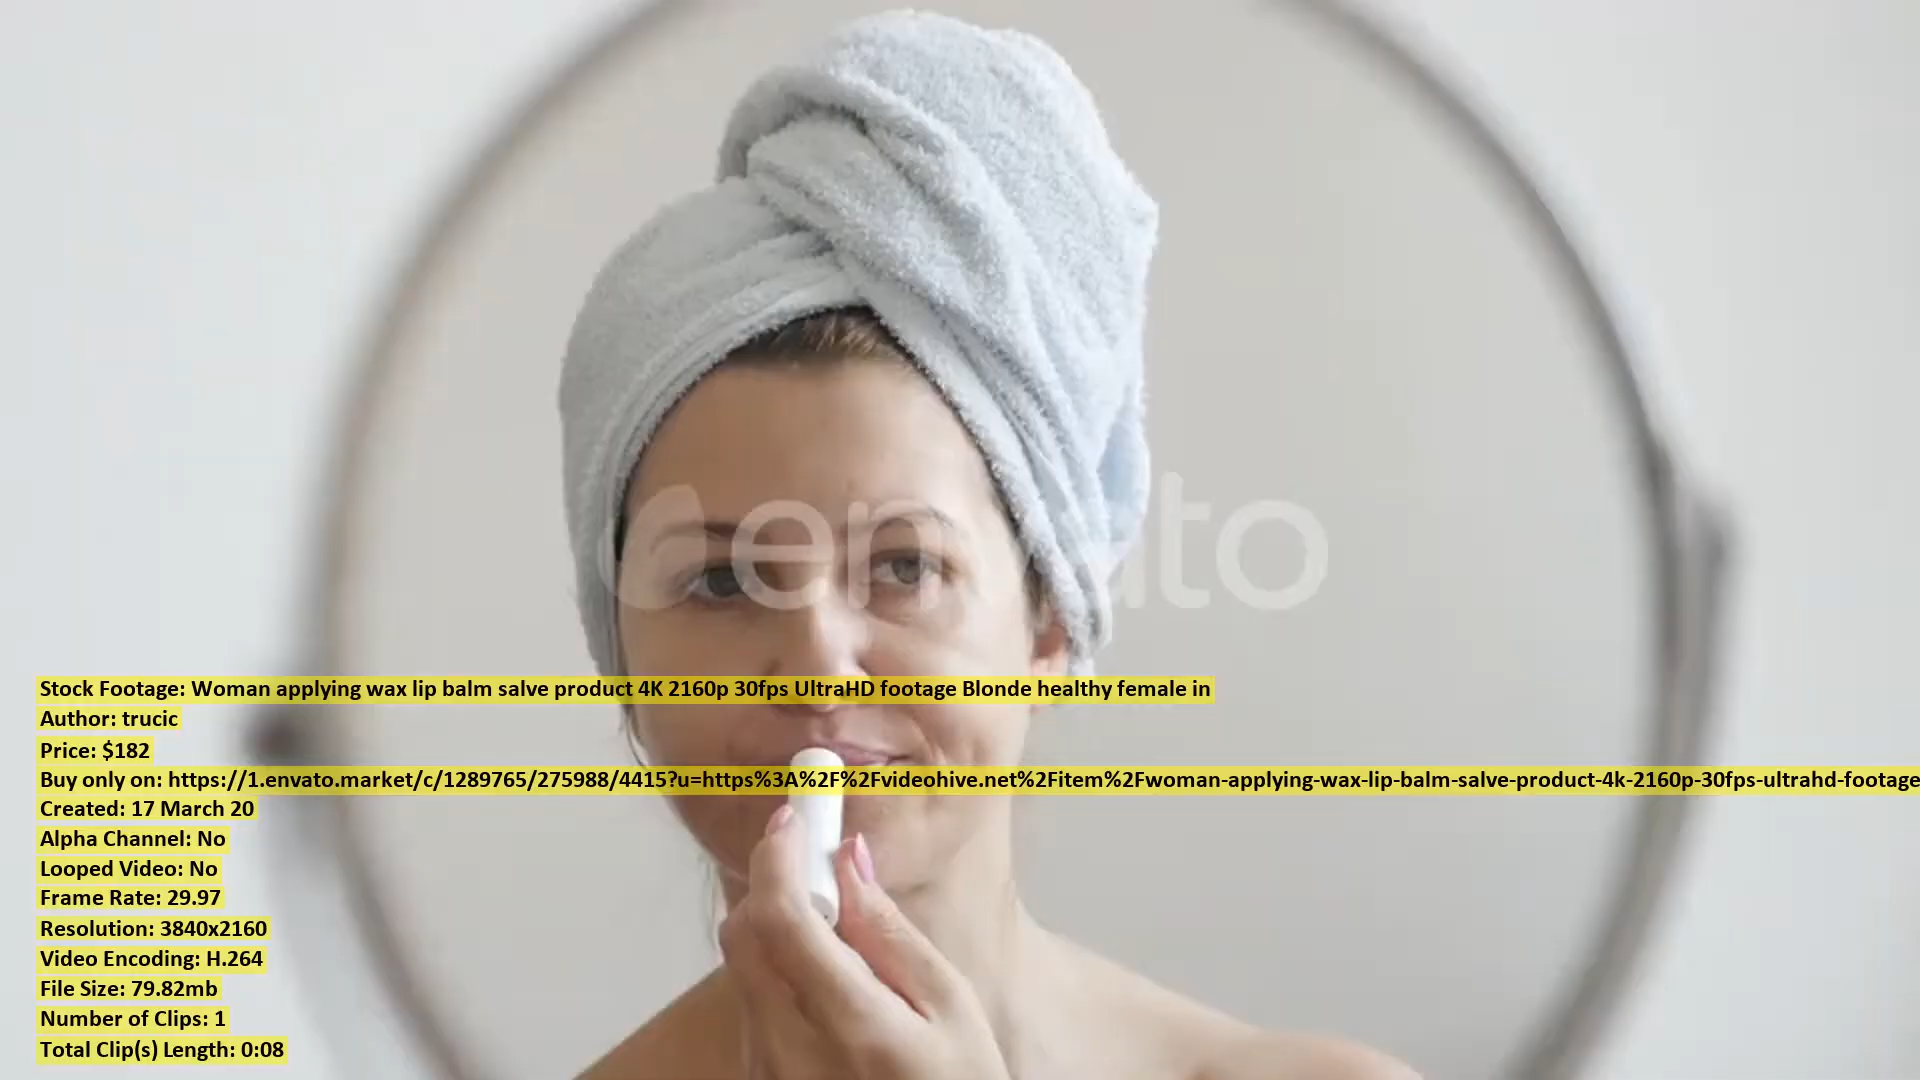 envato
Stock Footage: Woman applying wax lip balm salve product 4K 2160p 30fps UltraHD footage Blonde healthy female in
Author: trucic
Price: $182
Buy only on: https://1.envato.market/c/1289765/275988/4415?u=https%3A%2F%2Fvideohive.net%2Fitem%2Fwoman-applying-wax-lip-balm-salve-product-4k-2160p-30fps-ultrahd-footage
Created: 17 March 20
Alpha Channel: No
Looped Video: No
Frame Rate: 29.97
Resolution: 3840x2160
Video Encoding: H.264
File Size: 79.82mb
Number of Clips: 1
Total Clip(s) Length: 0:08